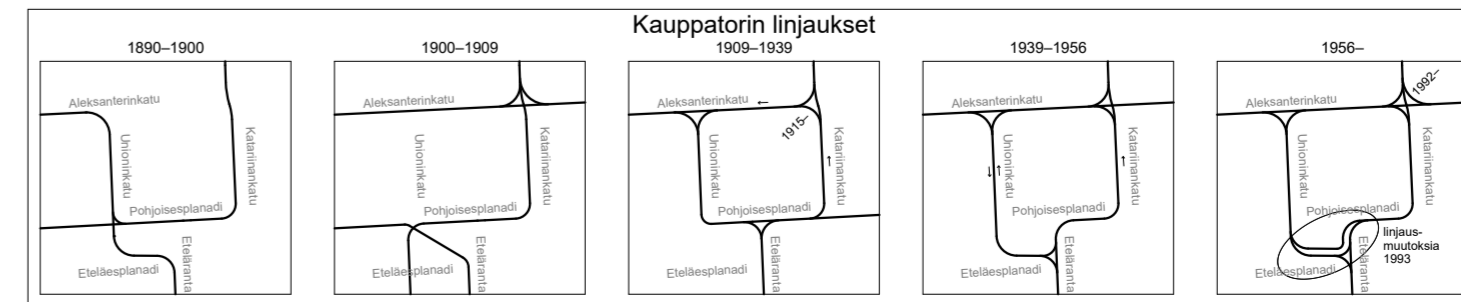 Kauppatorin linjaukset
1890–1900
Aleksanterinkatu
Unioninkatu
Katariinankatu
Pohjoisesplanadi
Eteläranta
Eteläesplanadi
1900–1909
Aleksanterinkatu
Unioninkatu
Katariinankatu
Pohjoisesplanadi
Eteläranta
Eteläesplanadi
1909–1939
Aleksanterinkatu
←
1915–
Unioninkatu
Katariinankatu
↑
Pohjoisesplanadi
Eteläranta
Eteläesplanadi
1939–1956
Aleksanterinkatu
Unioninkatu
↓↑
Katariinankatu
↑
Pohjoisesplanadi
Eteläranta
Eteläesplanadi
1956–
1992–
Aleksanterinkatu
Unioninkatu
Katariinankatu
Pohjoisesplanadi
Eteläranta
Eteläesplanadi
linjaus-
muutoksia
1993